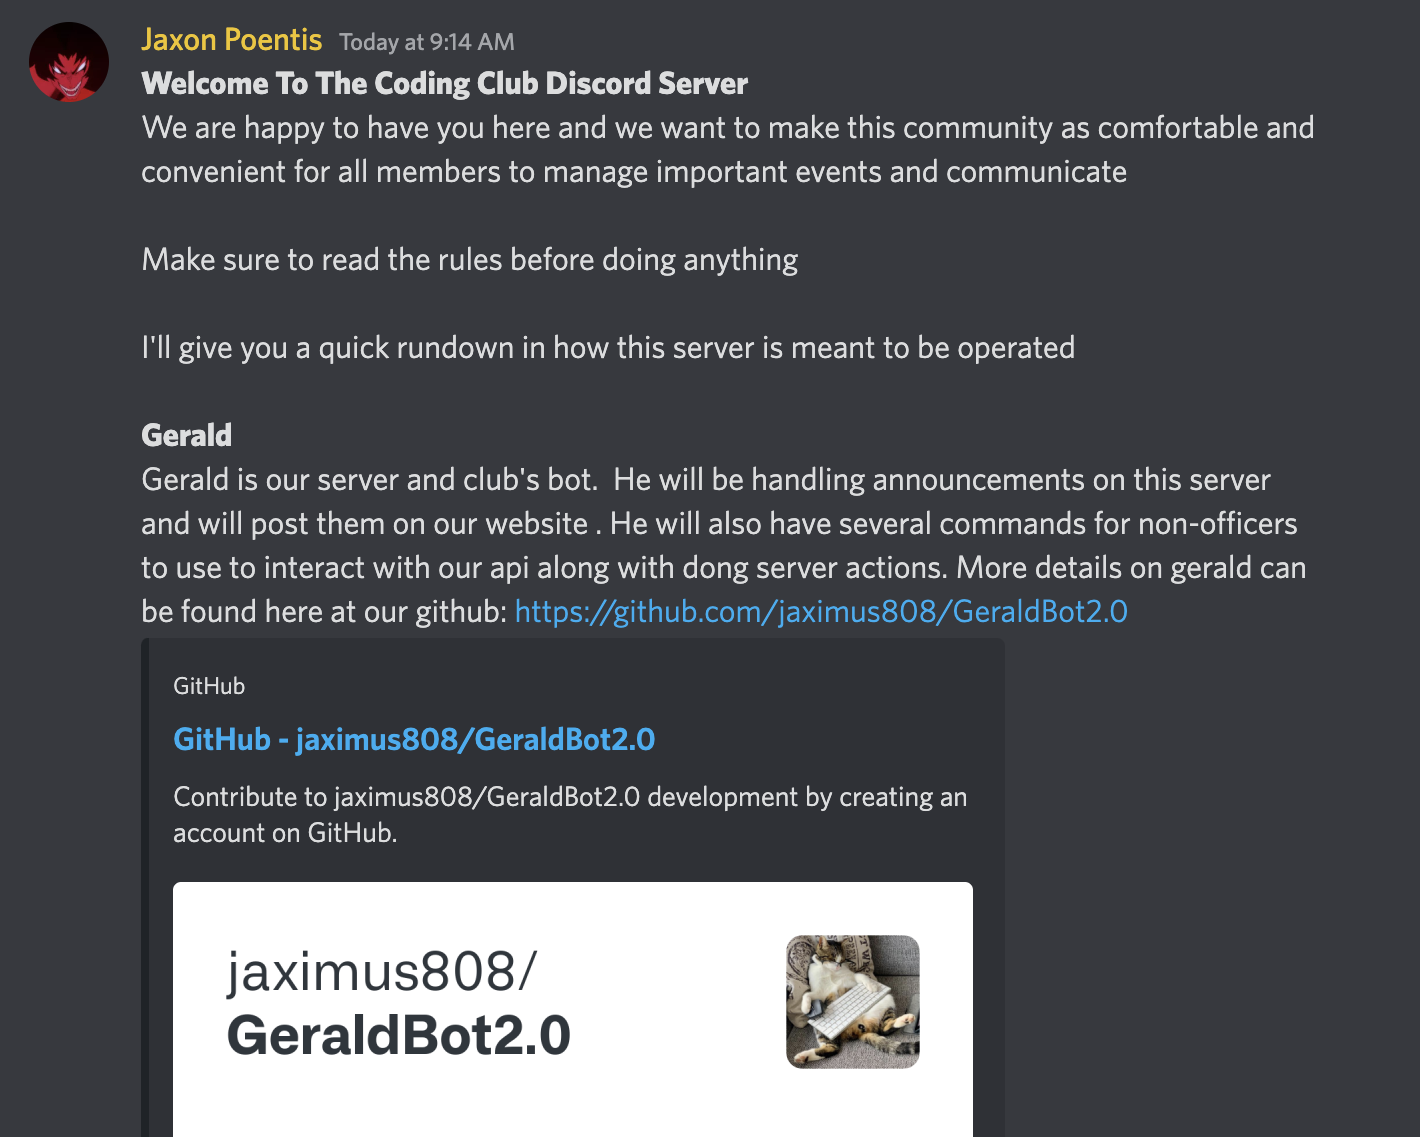 Jaxon Poentis Today at 9:14 AM
Welcome To The Coding Club Discord Server
We are happy to have you here and we want to make this community as comfortable and
convenient for all members to manage important events and communicate
Make sure to read the rules before doing anything
I'll give you a quick rundown in how this server is meant to be operated
Gerald
Gerald is our server and club's bot.  He will be handling announcements on this server
and will post them on our website . He will also have several commands for non-officers
to use to interact with our api along with dong server actions. More details on gerald can
be found here at our github: https://github.com/jaximus808/GeraldBot2.0
GitHub
GitHub - jaximus808/GeraldBot2.0
Contribute to jaximus808/GeraldBot2.0 development by creating an
account on GitHub.
jaximus808/
GeraldBot2.0